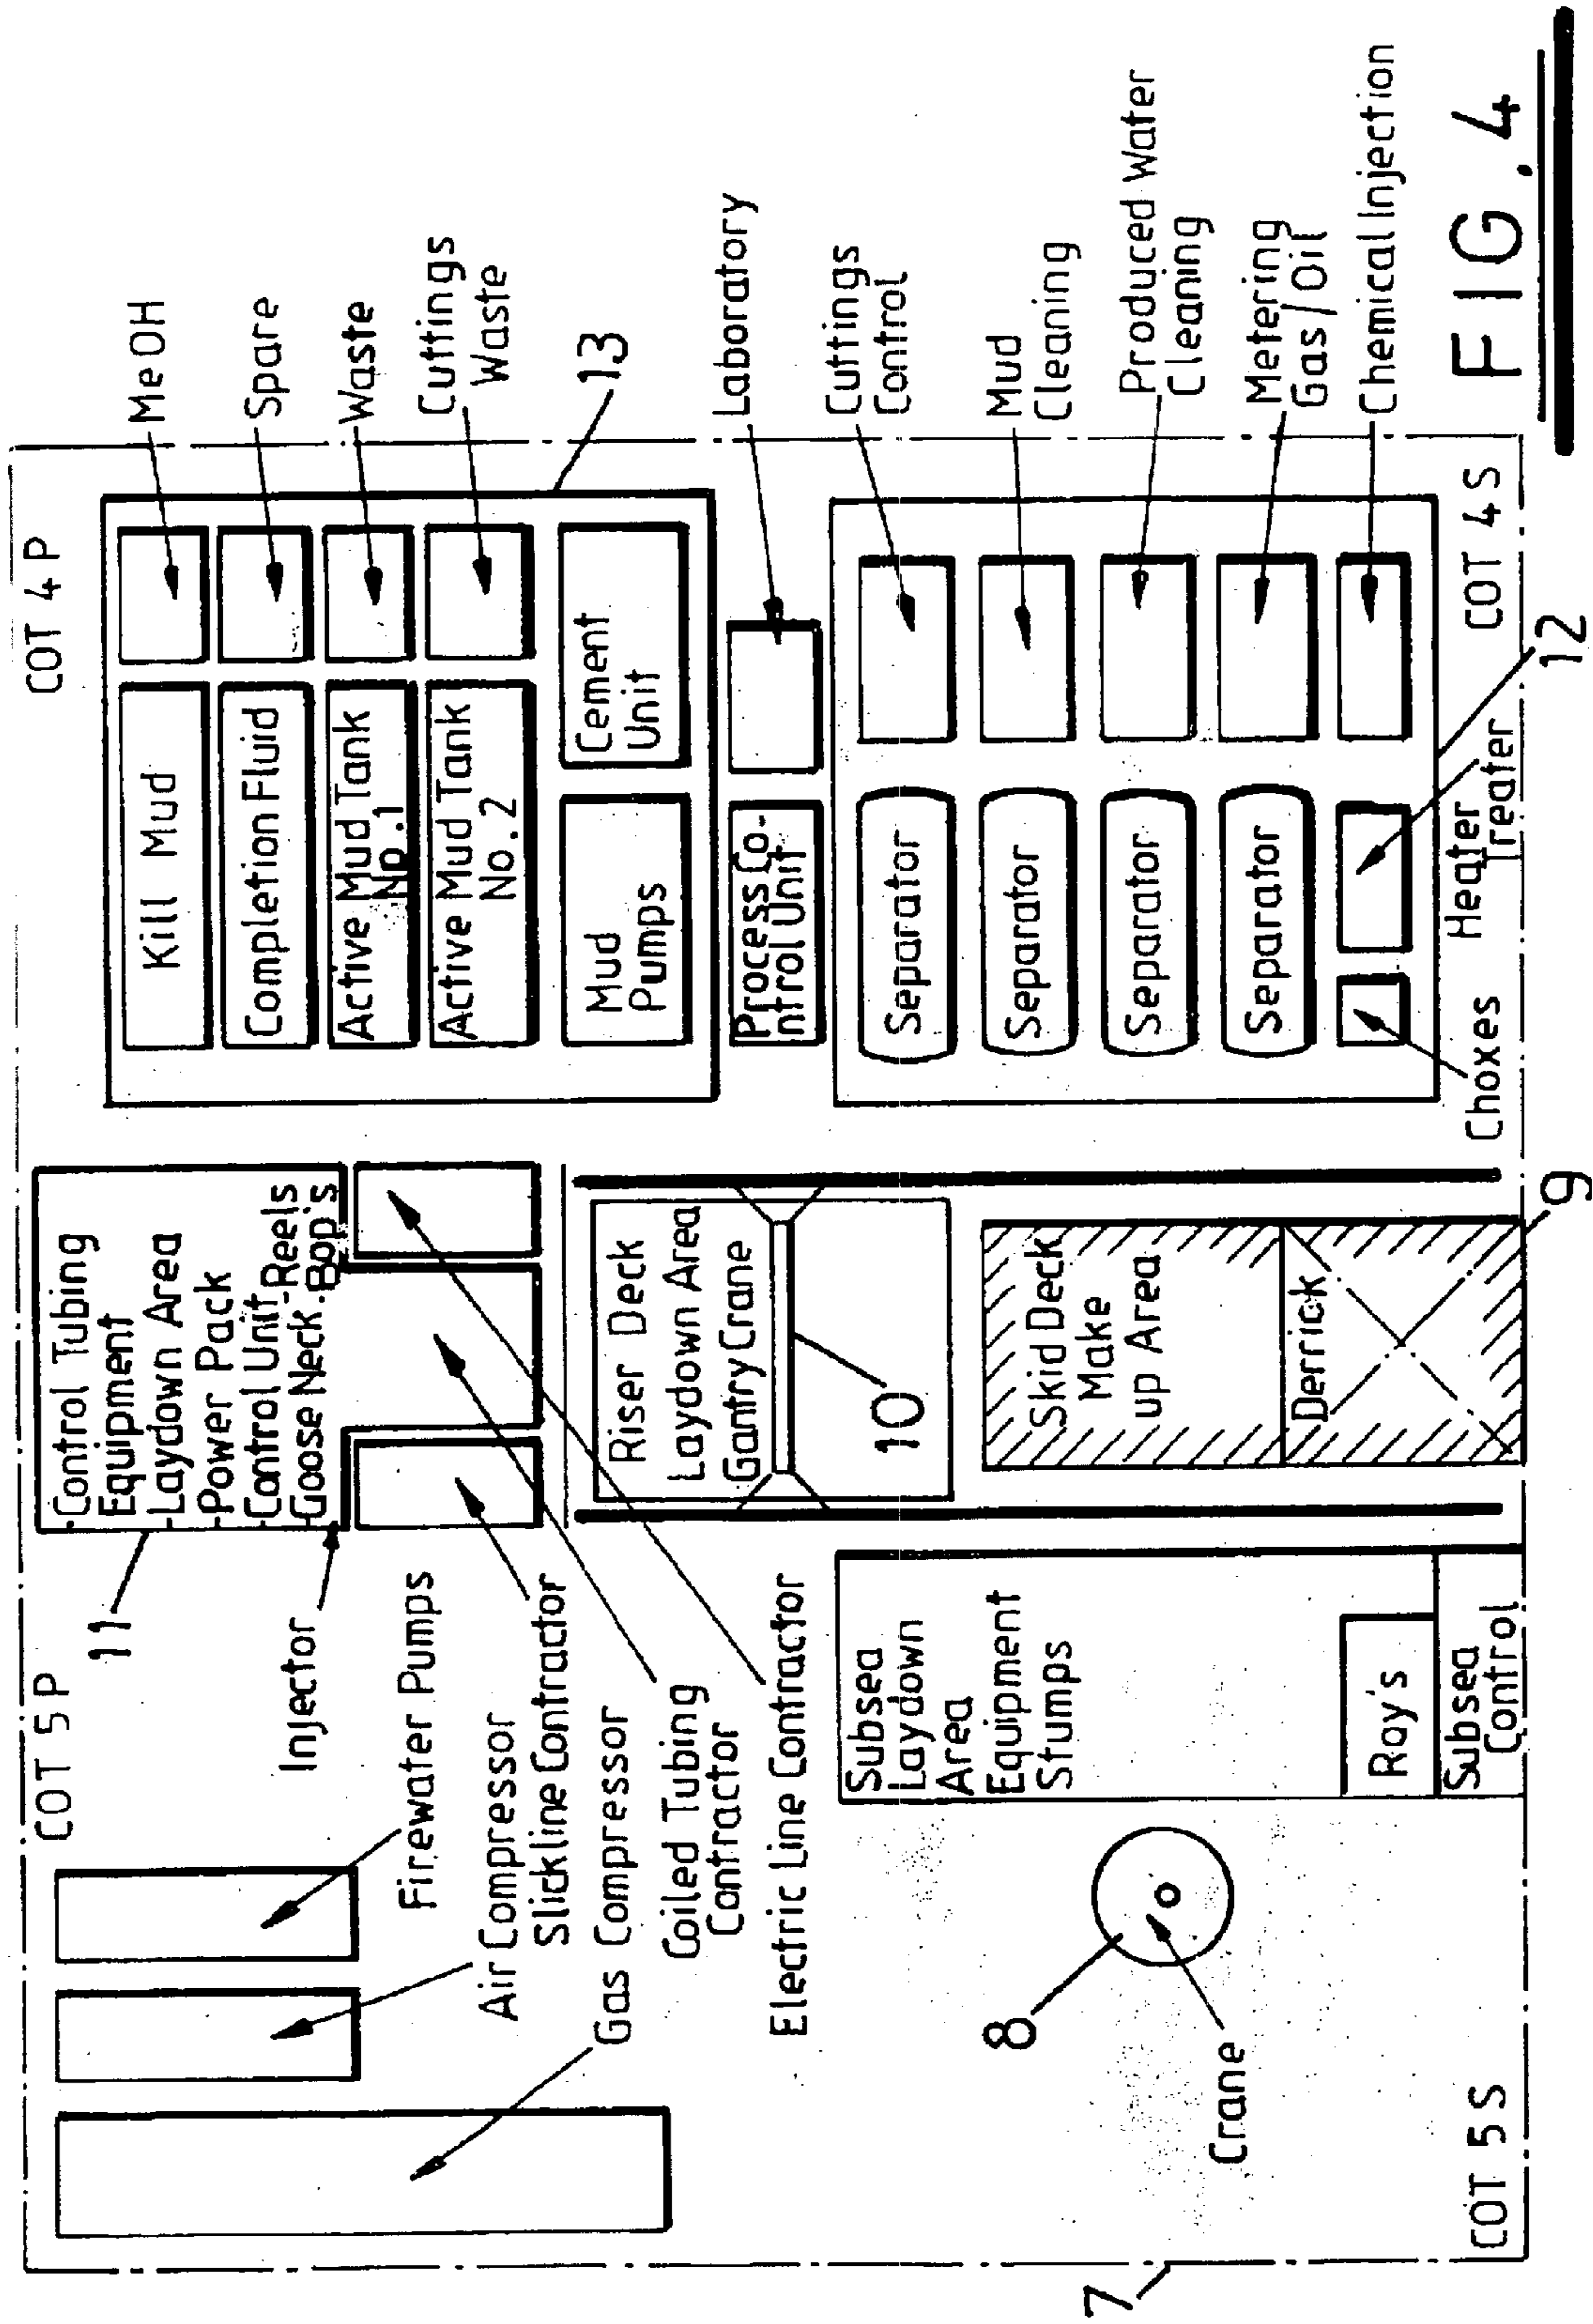 COT 5P
COT 4P
11
Control Tubing
Equipment
Laydown Area
Power Pack
Control Unit-Reels
Goose Neck.Bop's
Injector
Firewater Pumps
Air Compressor
Slickline Contractor
Gas Compressor
Coiled Tubing
Contractor
Electric Line Contractor
Kill Mud
Completion Fluid
Active Mud Tank
No.1
Active Mud Tank
No.2
Mud
Pumps
Cement
Unit
MeOH
Spare
Waste
Cuttings
Waste
13
Laboratory
Process Co-
ntrol Unit
Riser Deck
Laydown Area
Gantry Crane
10
Skid Deck
Make
up Area
Derrick
9
Subsea
Laydown
Area
Equipment
Stumps
Roy's
Subsea
Control
8
Crane
7
COT 5S
Separator
Separator
Separator
Separator
Cuttings
Control
Mud
Cleaning
Produced Water
Cleaning
Metering
Gas/Oil
Chemical Injection
Choxes
Heater
Treater
12
COT 4S
FIG.4